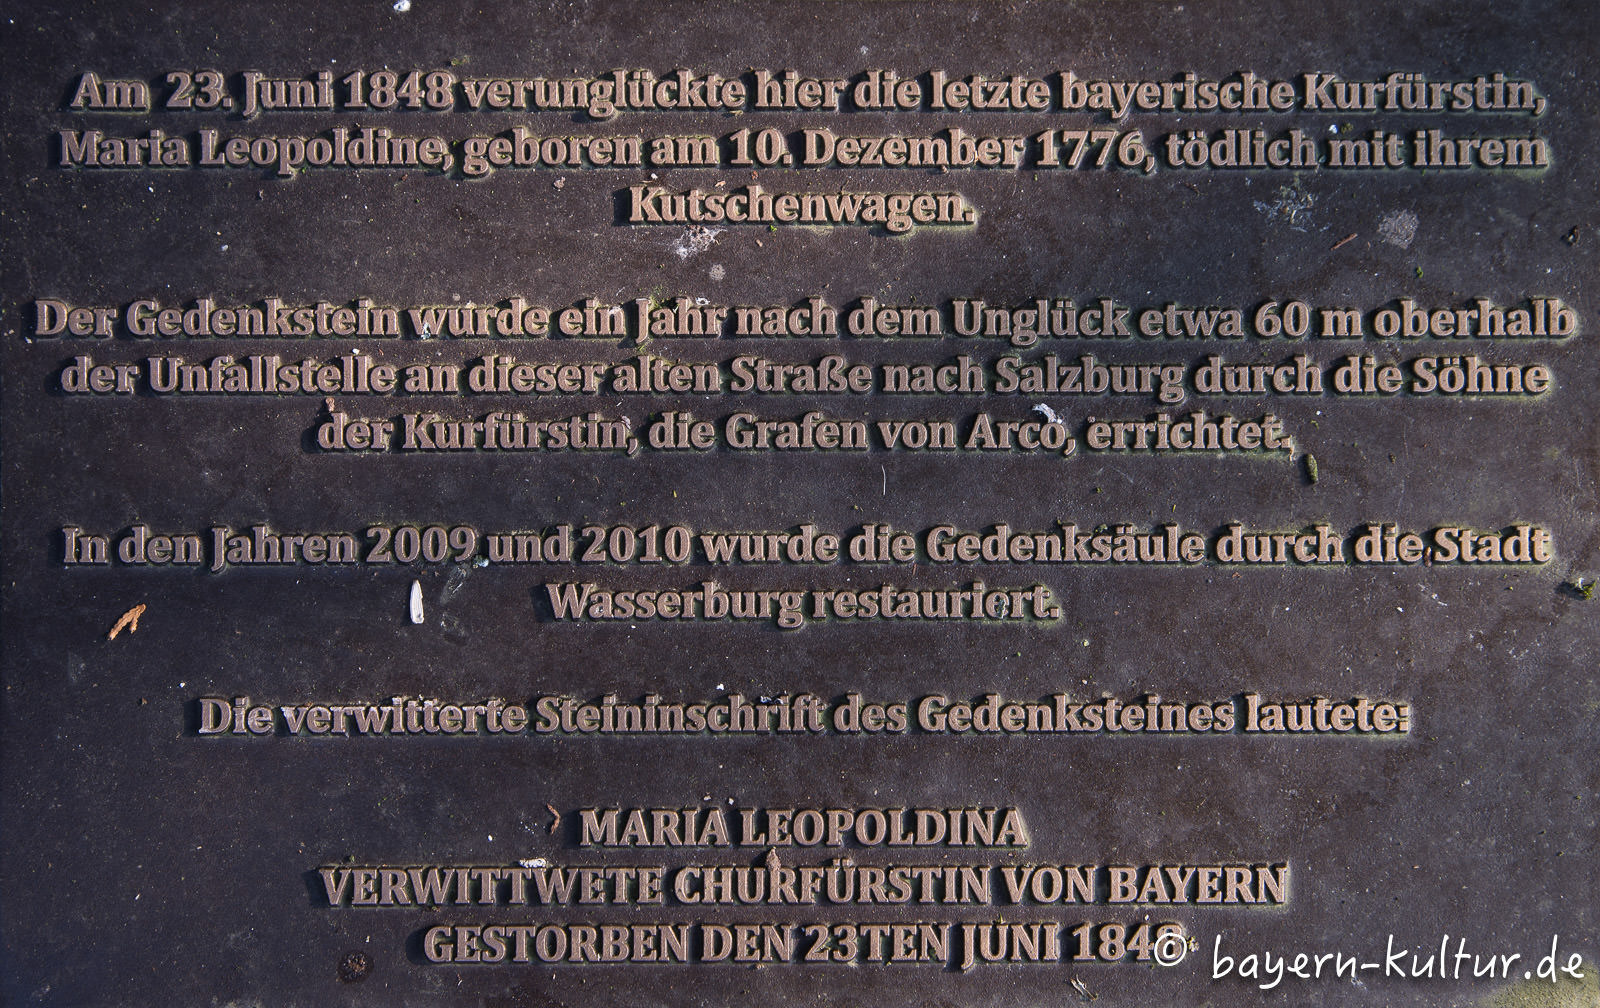 Am 23. Juni 1848 verunglückte hier die letzte bayerische Kurfürstin,
Maria Leopoldine, geboren am 10. Dezember 1776, tödlich mit ihrem
Kutschenwagen.
Der Gedenkstein wurde ein Jahr nach dem Unglück etwa 60 m oberhalb
der Unfallstelle an dieser alten Straße nach Salzburg durch die Söhne
der Kurfürstin, die Grafen von Arco, errichtet.
In den Jahren 2009 und 2010 wurde die Gedenksäule durch die Stadt
Wasserburg restauriert.
Die verwitterte Steininschrift des Gedenksteines lautete:
MARIA LEOPOLDINA
VERWITTWETE CHURFÜRSTIN VON BAYERN
GESTORBEN DEN 23TEN JUNI 1848
© bayern-kultur.de